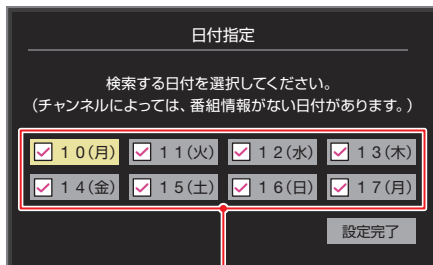 日付指定
検索する日付を選択してください。
（チャンネルによっては、番組情報がない日付があります。）
１０（月） １１（火） １２（水） １３（木）
１４（金） １５（土） １６（日） １７（月）
設定完了